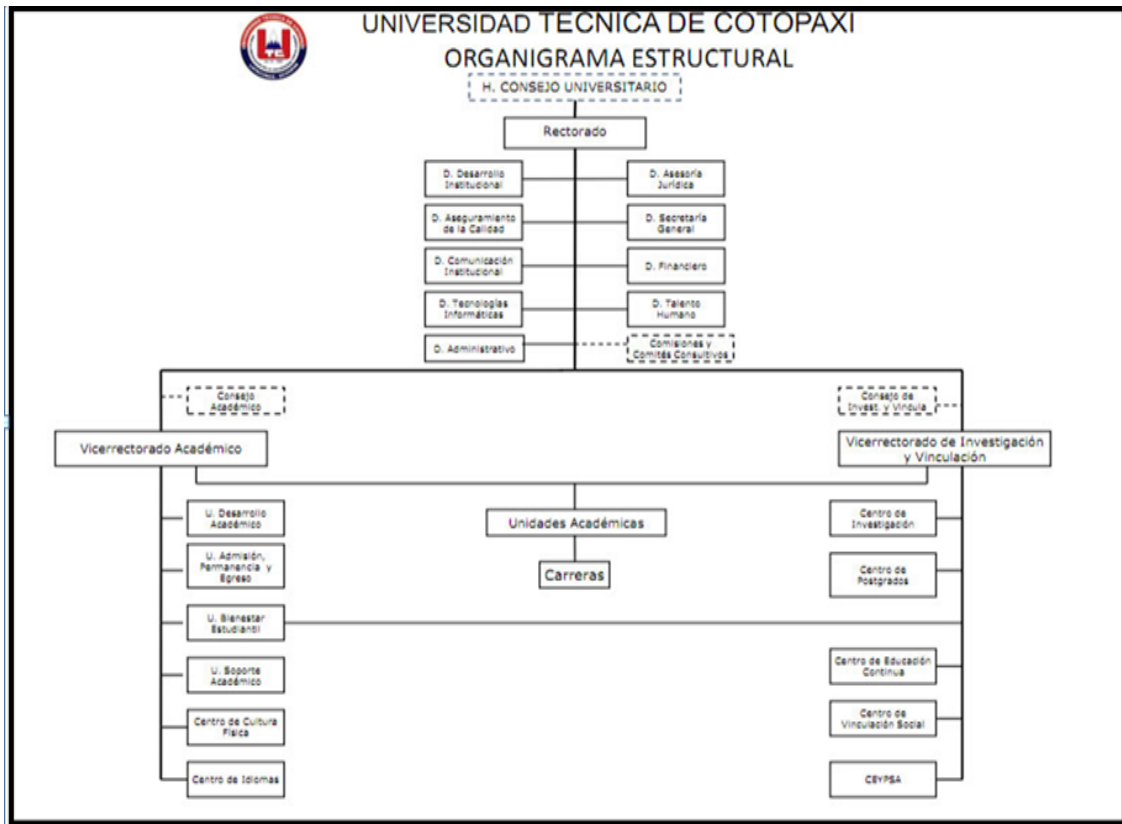 UNIVERSIDAD TECNICA DE COTOPAXI
ORGANIGRAMA ESTRUCTURAL
H. CONSEJO UNIVERSITARIO
Rectorado
D. Desarrollo
Institucional
D. Asesoría
Jurídica
D. Aseguramiento
de la Calidad
D. Secretaría
General
D. Comunicación
Institucional
D. Financiero
D. Tecnologías
Informáticas
D. Talento
Humano
D. Administrativo
Comisiones y
Comités Consultivos
Consejo
Académico
Consejo de
Invest. y Vincula
Vicerrectorado Académico
Vicerrectorado de Investigación
y Vinculación
U. Desarrollo
Académico
Unidades Académicas
Centro de
Investigación
U. Admisión,
Permanencia y
Egreso
Carreras
Centro de
Postgrados
U. Bienestar
Estudiantil
U. Soporte
Académico
Centro de Educación
Continua
Centro de Cultura
Física
Centro de
Vinculación Social
Centro de Idiomas
CEYPSA